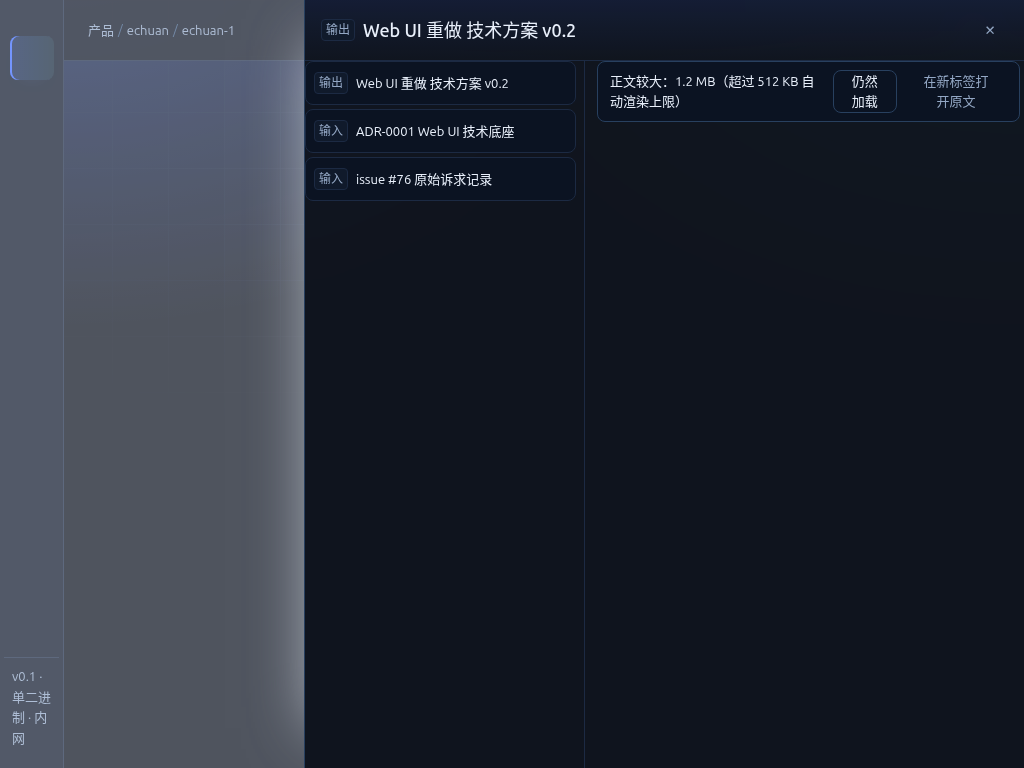 产品 / echuan / echuan-1
输出 Web UI 重做 技术方案 v0.2 ✕
输出 Web UI 重做 技术方案 v0.2
输入 ADR-0001 Web UI 技术底座
输入 issue #76 原始诉求记录
正文较大：1.2 MB（超过 512 KB 自
动渲染上限）
仍然
加载
在新标签打
开原文
v0.1 ·
单二进
制 · 内
网